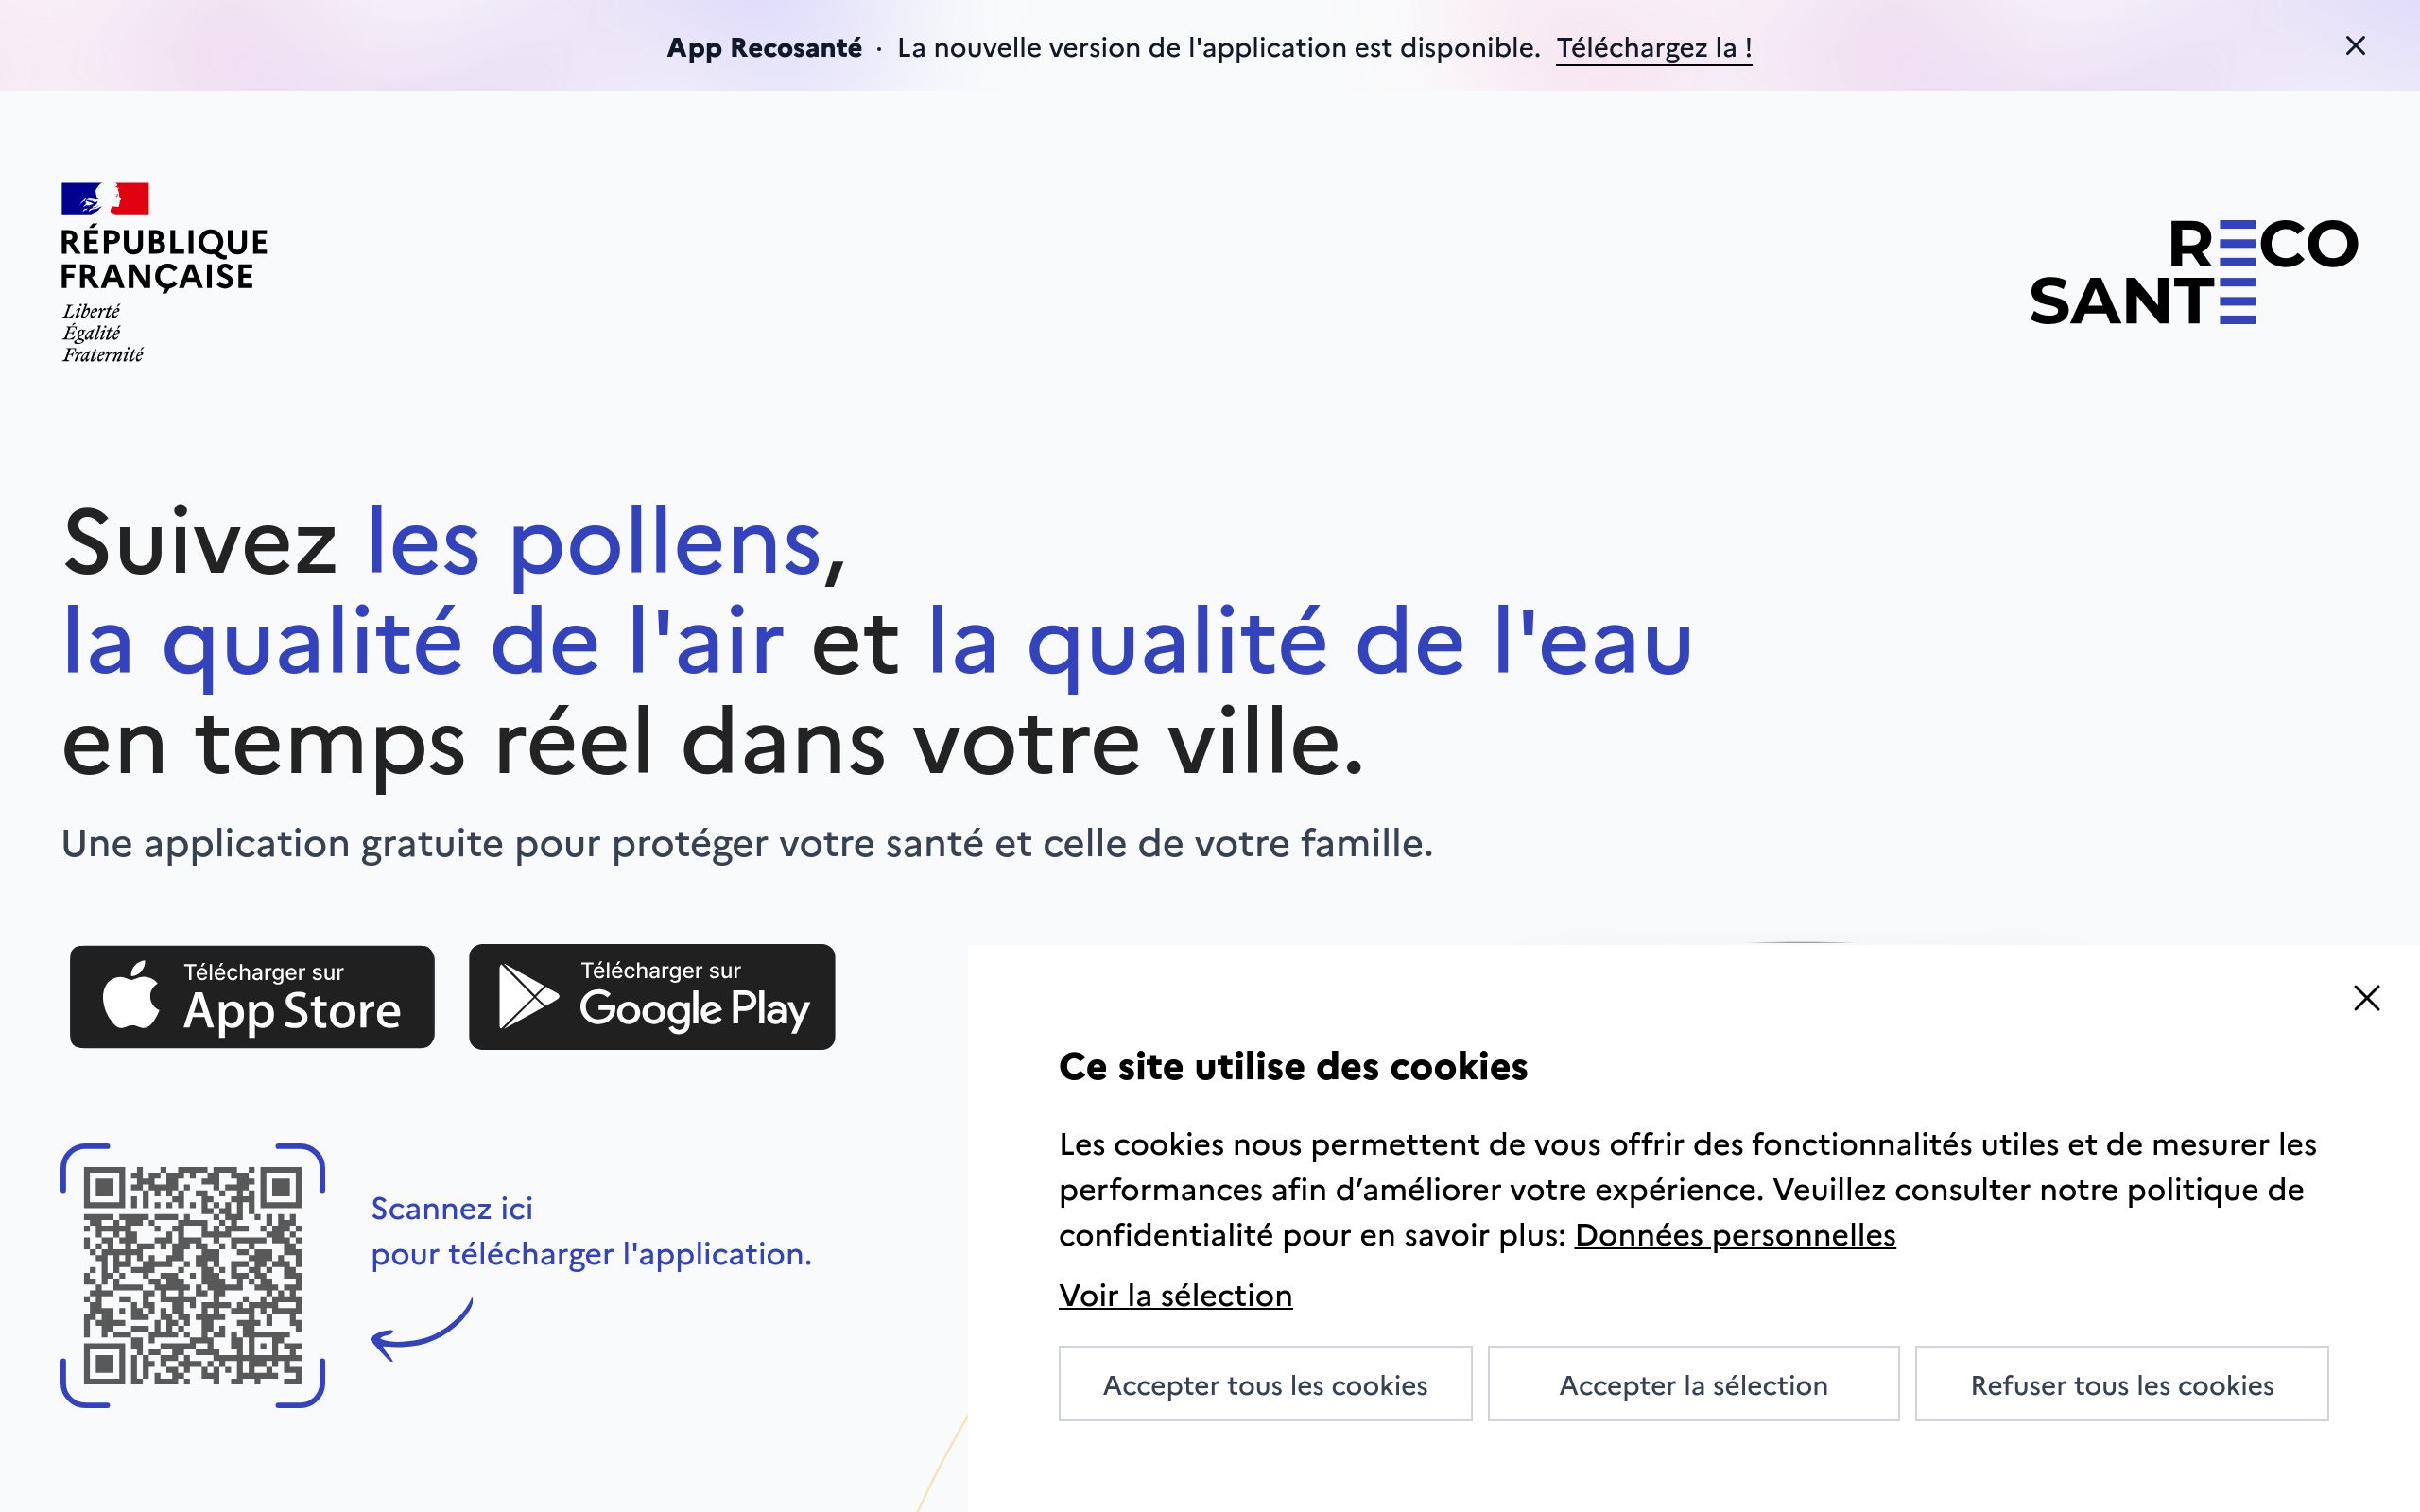 App Recosanté · La nouvelle version de l'application est disponible. Téléchargez la !
RÉPUBLIQUE
FRANÇAISE
Liberté
Égalité
Fraternité
RECO
SANTE
Suivez les pollens,
la qualité de l'air et la qualité de l'eau
en temps réel dans votre ville.
Une application gratuite pour protéger votre santé et celle de votre famille.
Télécharger sur
App Store
Télécharger sur
Google Play
Scannez ici
pour télécharger l'application.
Ce site utilise des cookies
Les cookies nous permettent de vous offrir des fonctionnalités utiles et de mesurer les
performances afin d’améliorer votre expérience. Veuillez consulter notre politique de
confidentialité pour en savoir plus: Données personnelles
Voir la sélection
Accepter tous les cookies
Accepter la sélection
Refuser tous les cookies